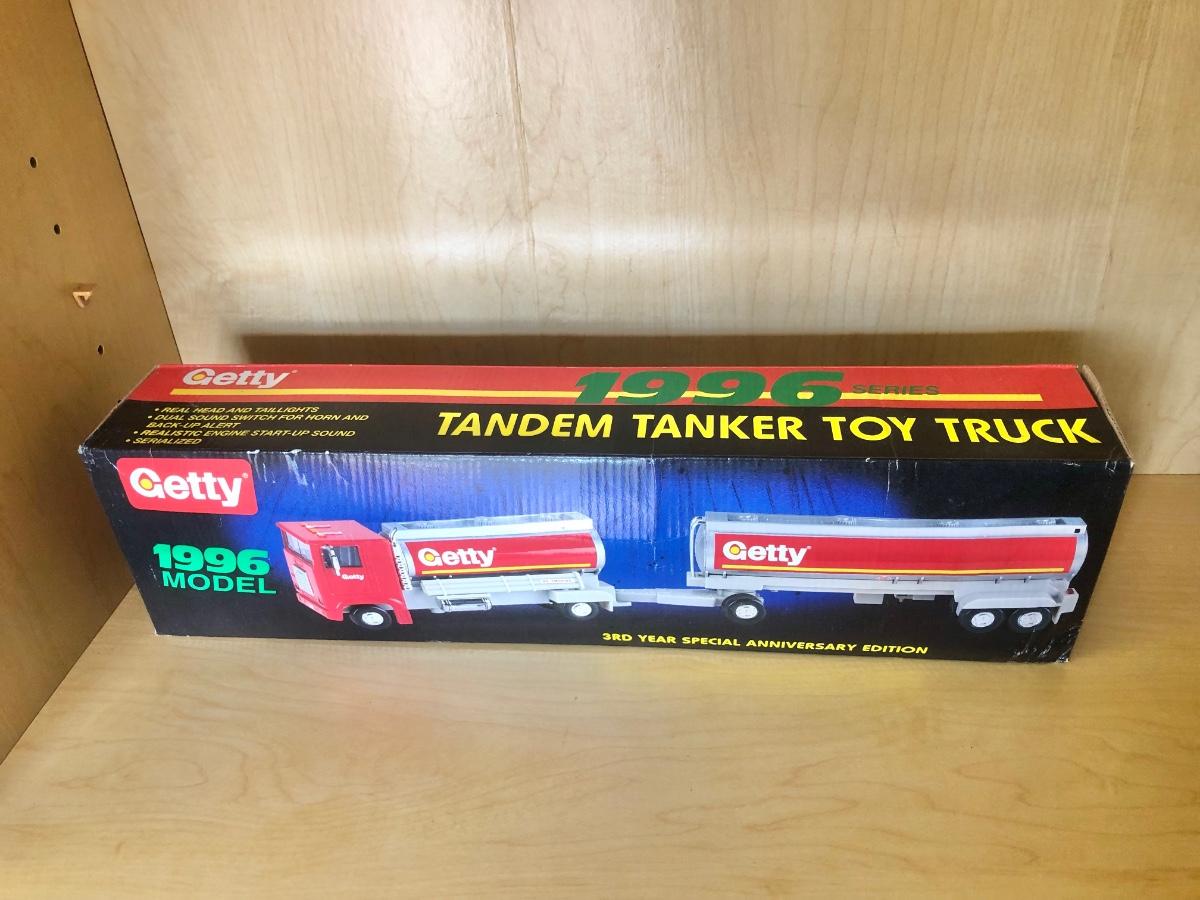 Getty®
1996 SERIES
TANDEM TANKER TOY TRUCK
• REAL HEAD AND TAILLIGHTS
• DUAL SOUND SWITCH FOR HORN AND
BACK-UP ALERT
• REALISTIC ENGINE START-UP SOUND
• SERIALIZED
Getty®
1996
MODEL
Getty
Getty®
Getty®
3RD YEAR SPECIAL ANNIVERSARY EDITION